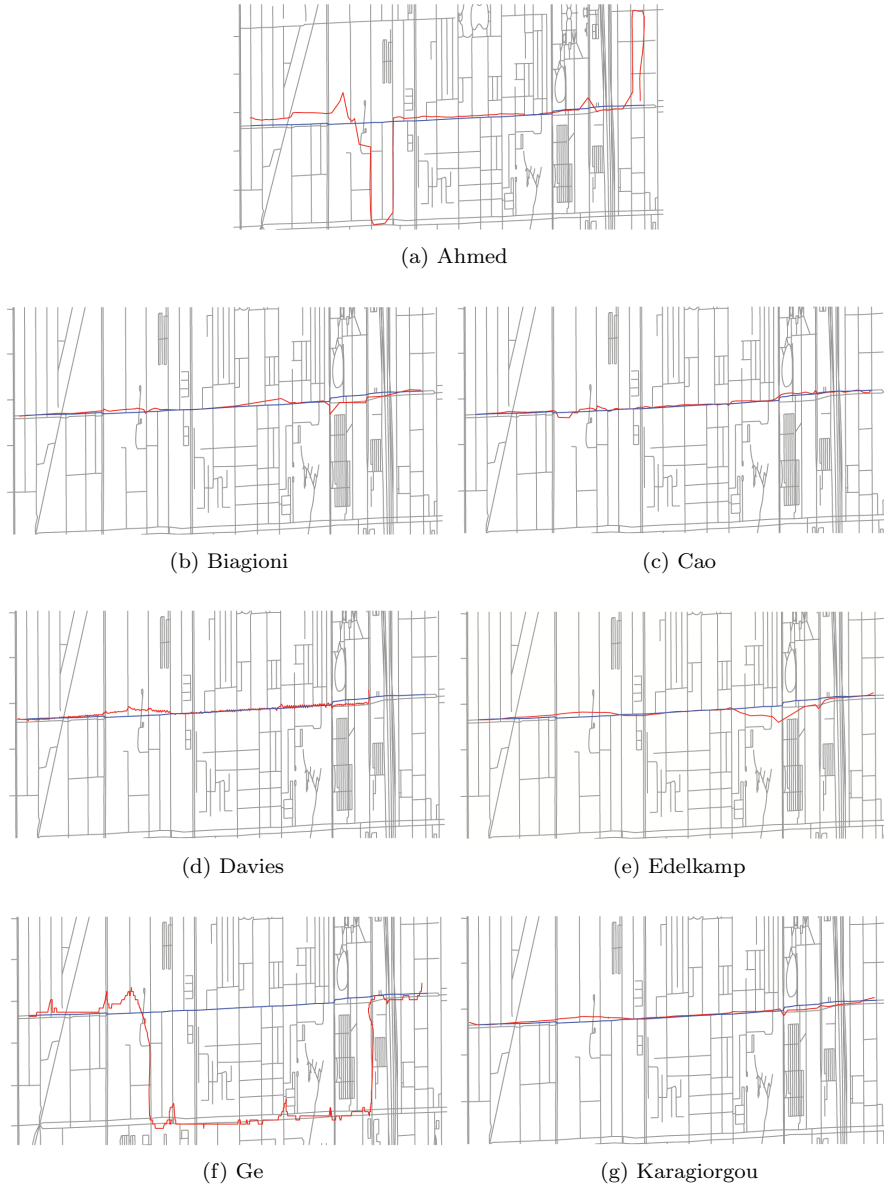 (a) Ahmed
(b) Biagioni
(c) Cao
(d) Davies
(e) Edelkamp
(f) Ge
(g) Karagiorgou